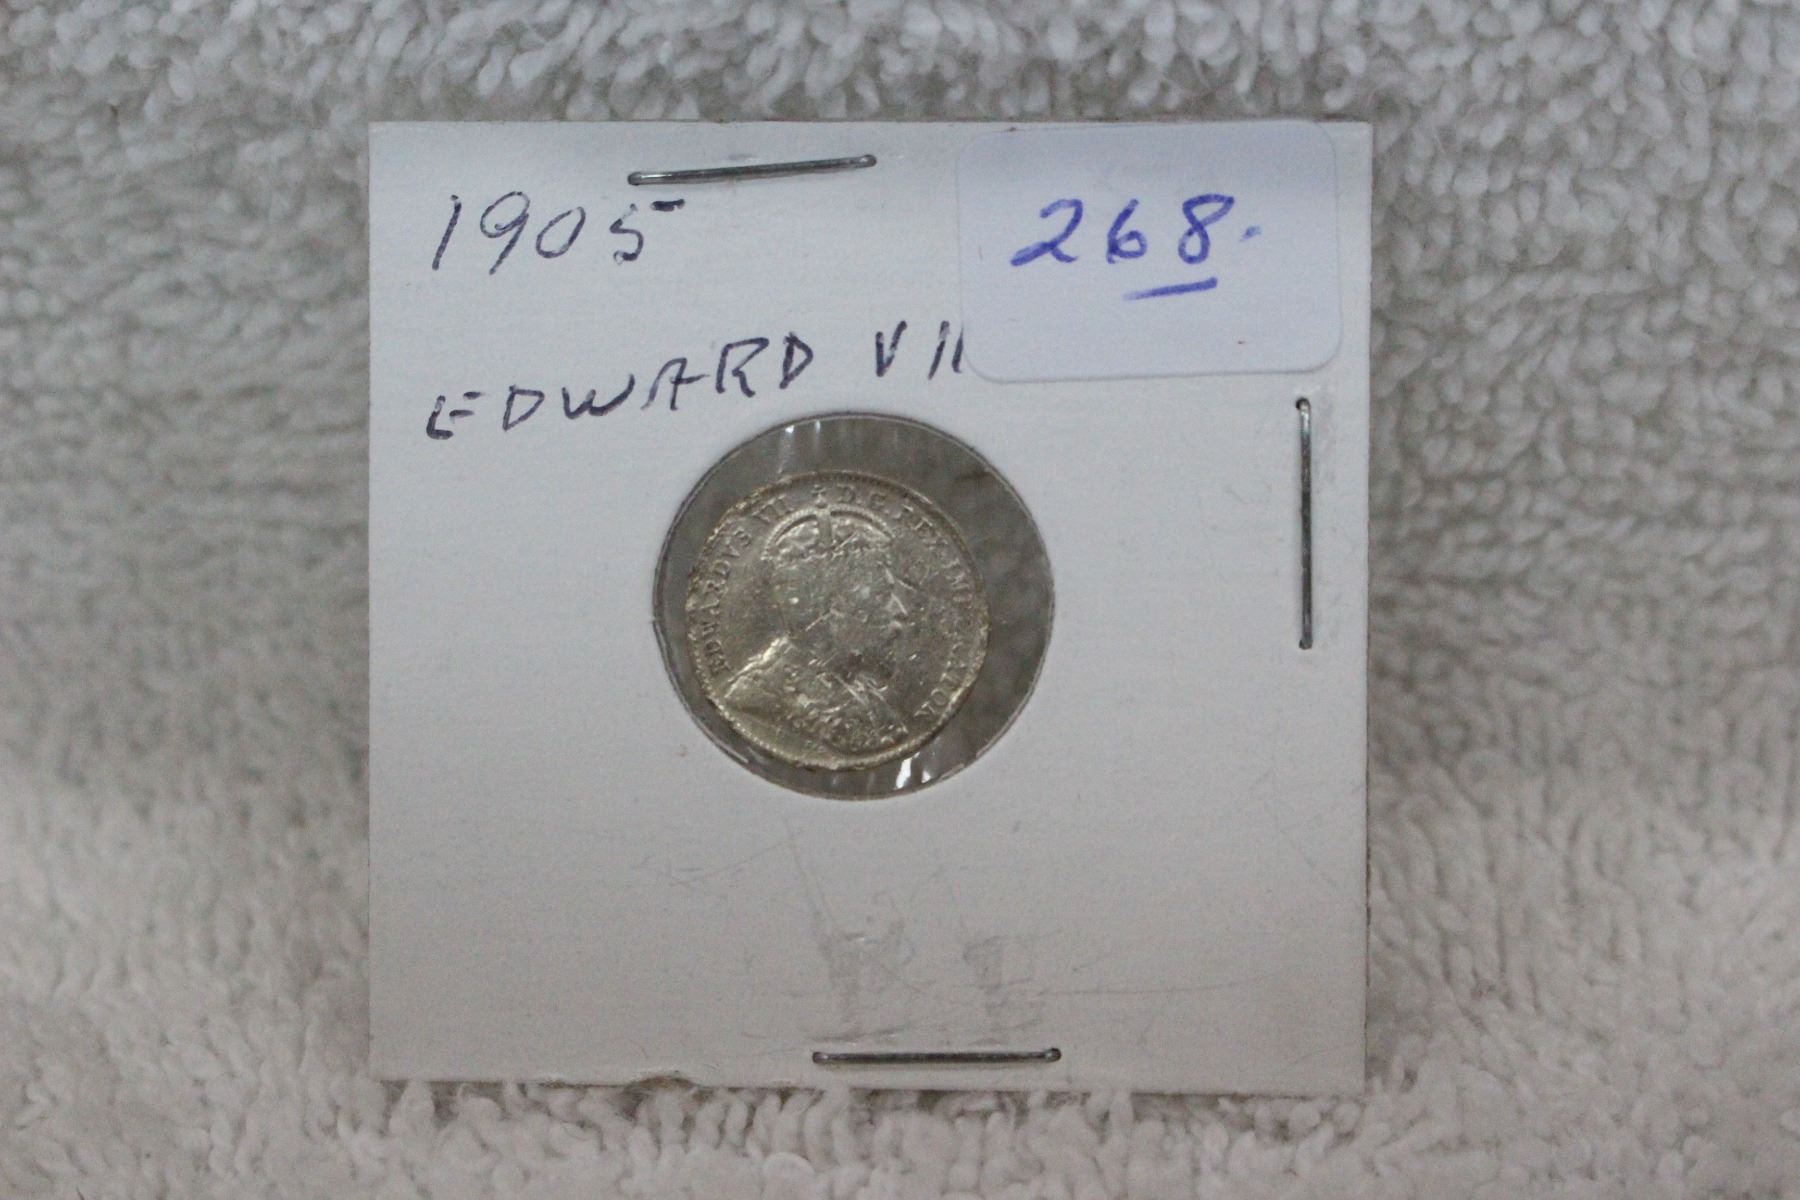 1905
268.
EDWARD VII
EDWARDVS VII ✝ D.G. REX IMPERATOR